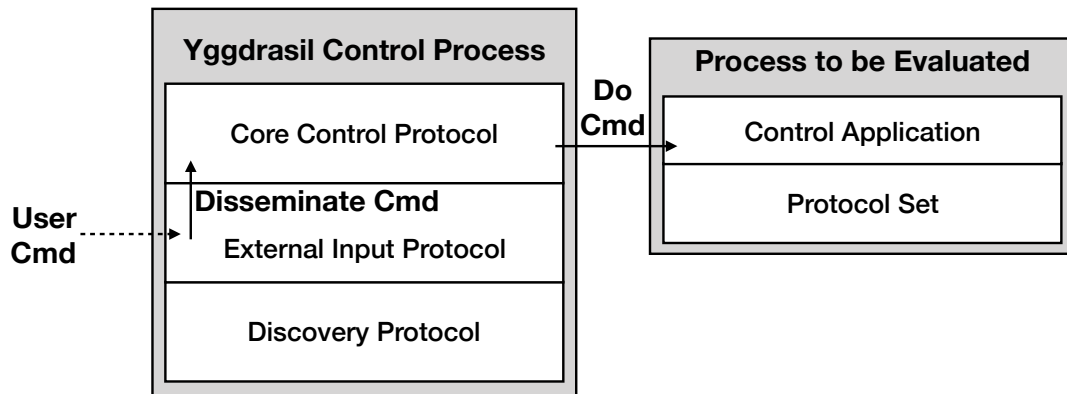 Yggdrasil Control Process
Core Control Protocol
Disseminate Cmd
External Input Protocol
Discovery Protocol
User
Cmd
Do
Cmd
Process to be Evaluated
Control Application
Protocol Set